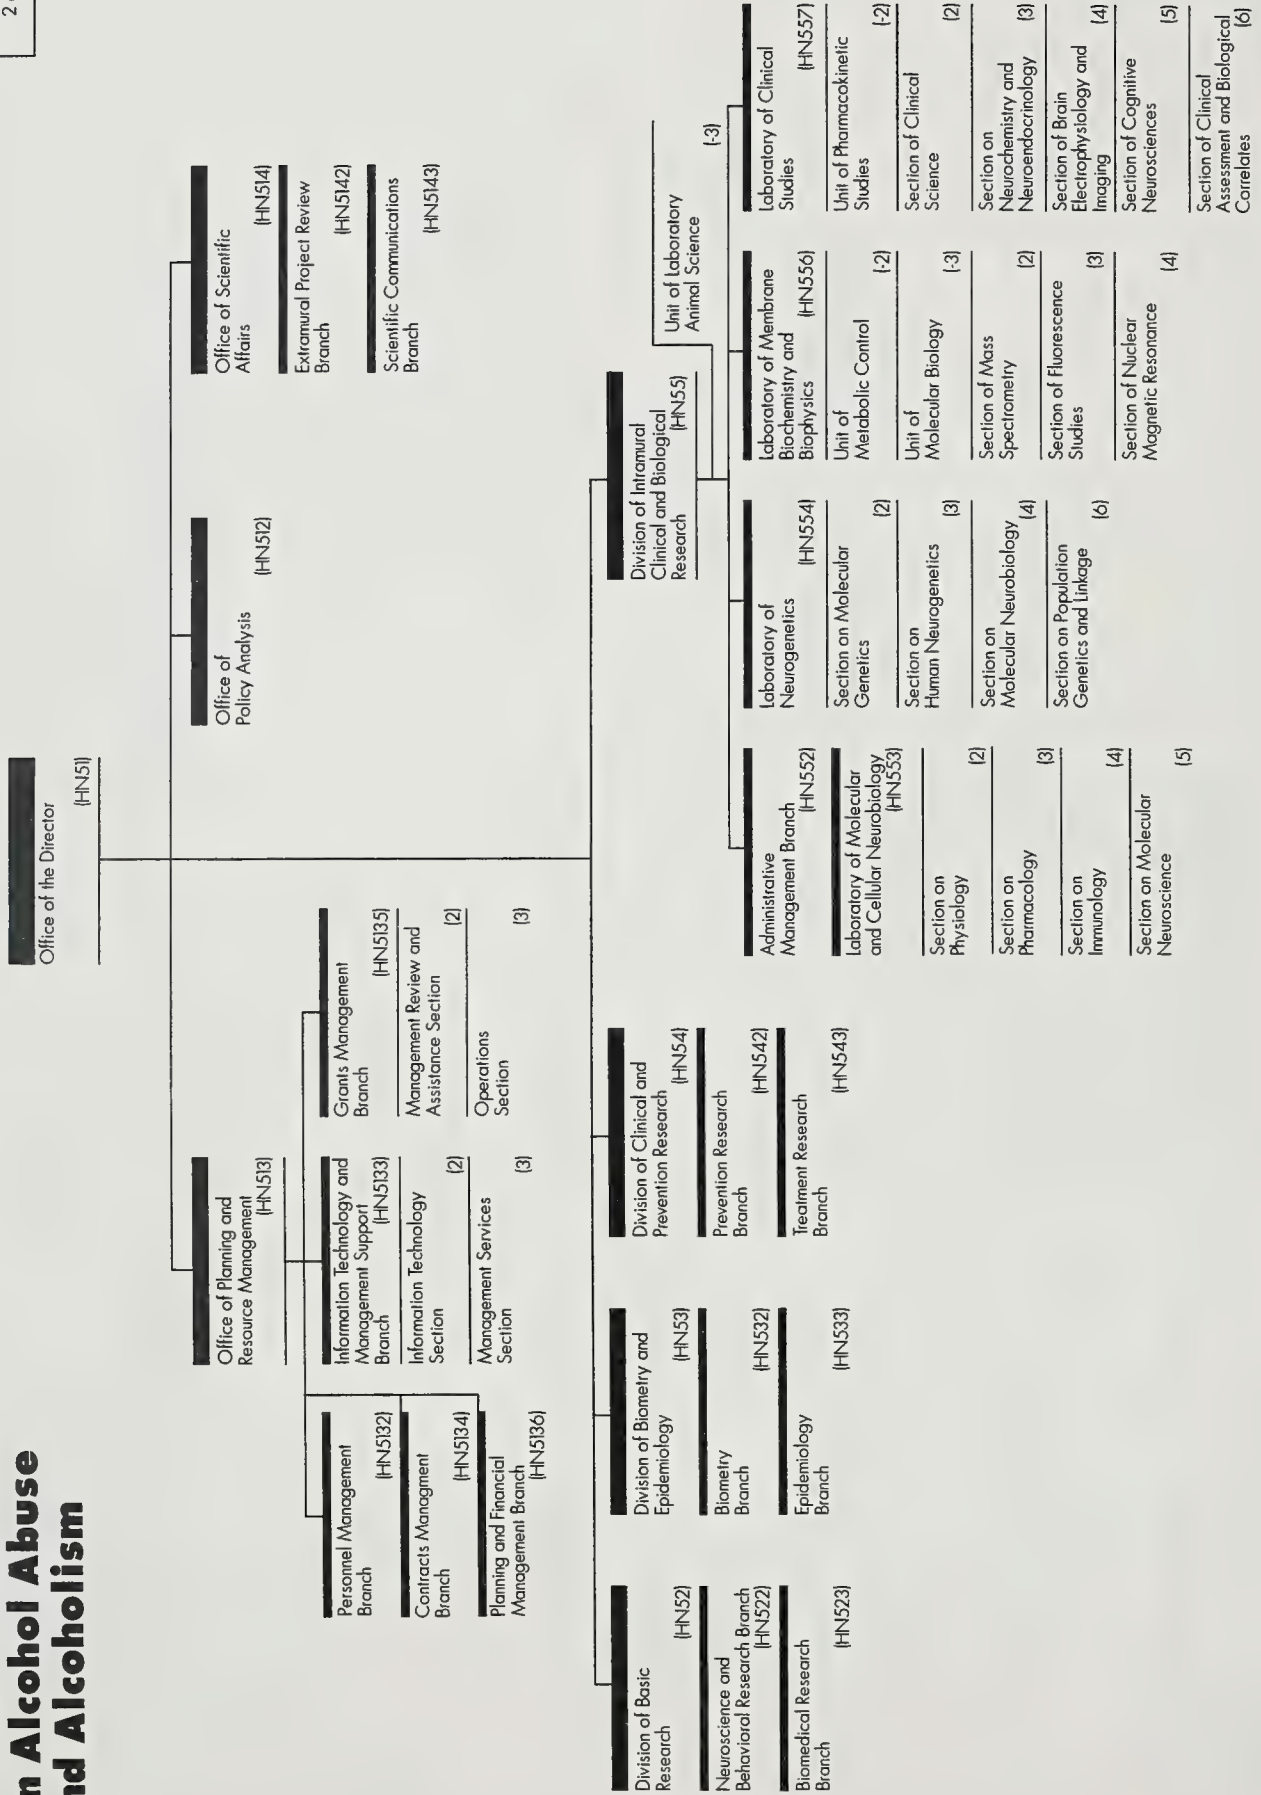 n Alcohol Abuse
nd Alcoholism
Office of the Director
(HN51)
Office of Planning and
Resource Management
(HN513)
Office of
Policy Analysis
(HN512)
Office of Scientific
Affairs
(HN514)
Extramural Project Review
Branch
(HN5142)
Scientific Communications
Branch
(HN5143)
Personnel Management
Branch
(HN5132)
Contracts Managment
Branch
(HN5134)
Planning and Financial
Management Branch
(HN5136)
Information Technology and
Management Support
Branch (HN5133)
Information Technology
Section (2)
Management Services
Section (3)
Grants Management
Branch
(HN5135)
Management Review and
Assistance Section (2)
Operations
Section (3)
Division of Basic
Research
(HN52)
Neuroscience and
Behavioral Research Branch
(HN522)
Biomedical Research
Branch
(HN523)
Division of Biometry and
Epidemiology
(HN53)
Biometry
Branch
(HN532)
Epidemiology
Branch
(HN533)
Division of Clinical and
Prevention Research
(HN54)
Prevention Research
Branch
(HN542)
Treatment Research
Branch
(HN543)
Division of Intramural
Clinical and Biological
Research (HN55)
Unit of Laboratory
Animal Science
(-3)
Administrative
Management Branch
(HN552)
Laboratory of Molecular
and Cellular Neurobiology
(HN553)
Section on
Physiology (2)
Section on
Pharmacology (3)
Section on
Immunology (4)
Section on Molecular
Neuroscience
(5)
Laboratory of
Neurogenetics
(HN554)
Section on Molecular
Genetics (2)
Section on
Human Neurogenetics (3)
Section on
Molecular Neurobiology
(4)
Section on Population
Genetics and Linkage
(6)
Laboratory of Membrane
Biochemistry and
Biophysics (HN556)
Unit of
Metabolic Control (-2)
Unit of
Molecular Biology (-3)
Section of Mass
Spectrometry (2)
Section of Fluorescence
Studies (3)
Section of Nuclear
Magnetic Resonance
(4)
Laboratory of Clinical
Studies
(HN557)
Unit of Pharmacokinetic
Studies (-2)
Section of Clinical
Science (2)
Section on
Neurochemistry and
Neuroendocrinology (3)
Section of Brain
Electrophysiology and
Imaging (4)
Section of Cognitive
Neurosciences (5)
Section of Clinical
Assessment and Biological
Correlates (6)